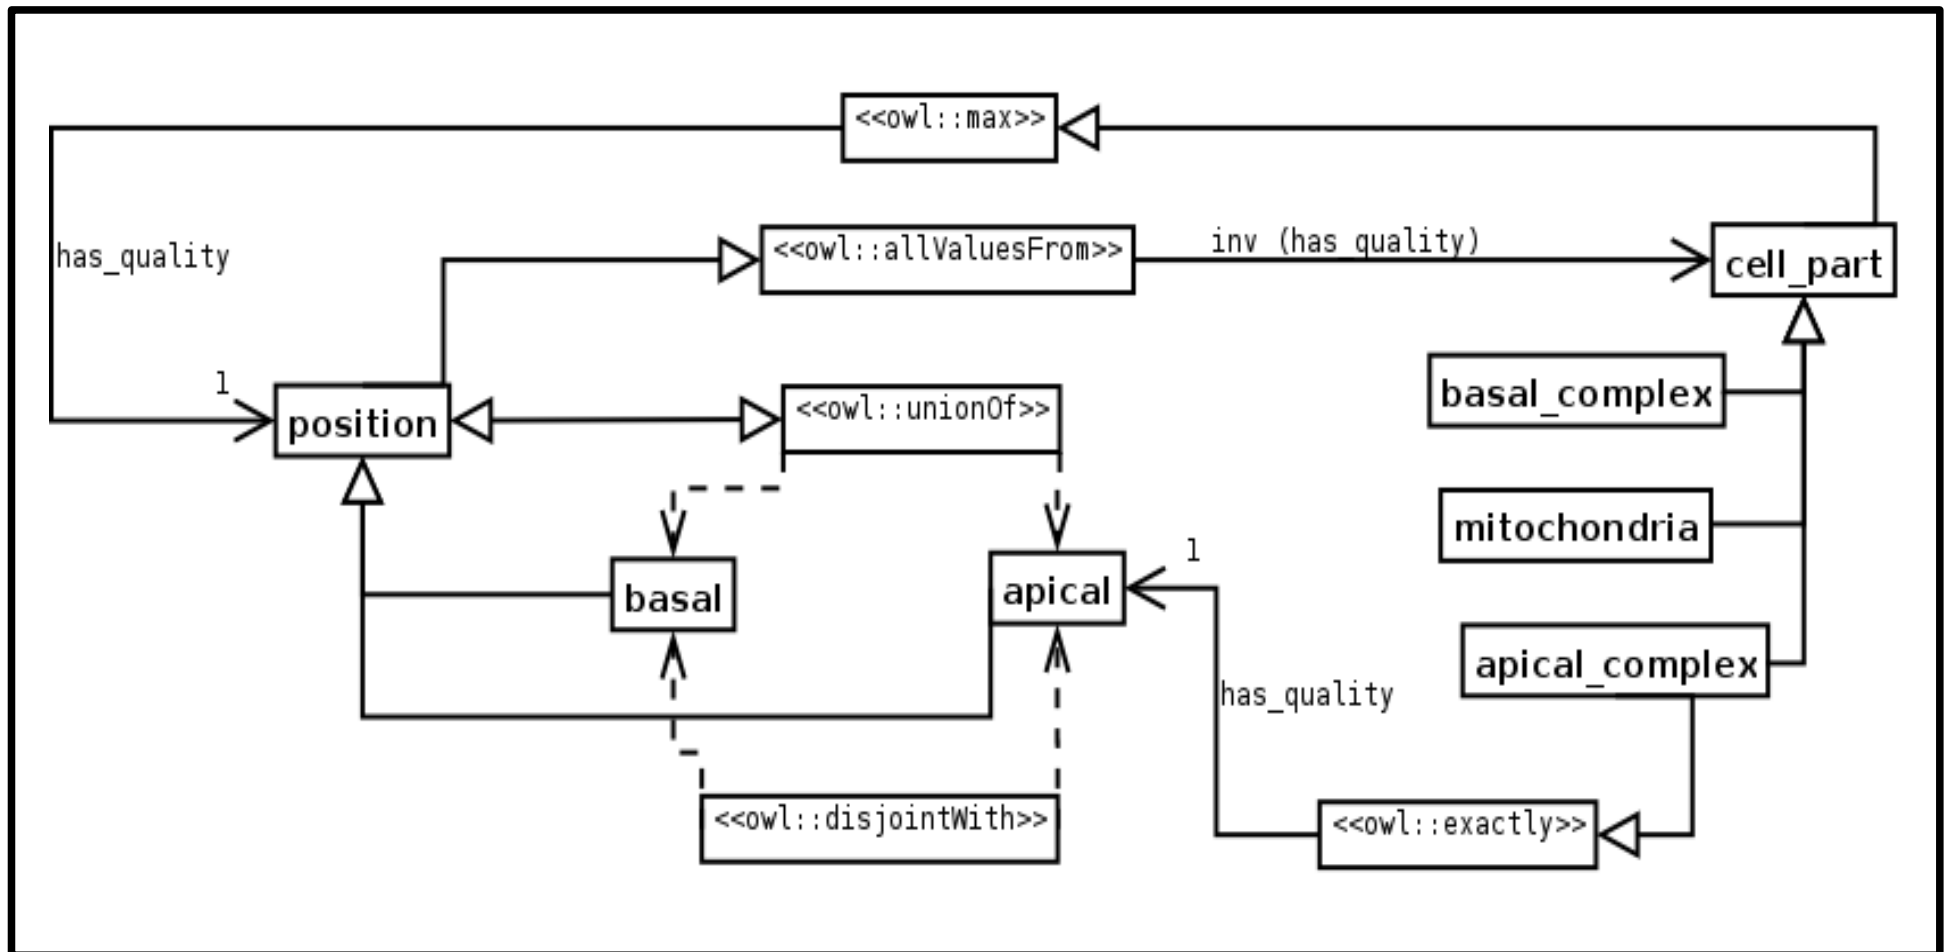 <<owl::max>>
has_quality
<<owl::allValuesFrom>>
inv (has_quality)
cell_part
1
position
<<owl::unionOf>>
basal_complex
mitochondria
basal
apical
1
apical_complex
has_quality
<<owl::disjointWith>>
<<owl::exactly>>